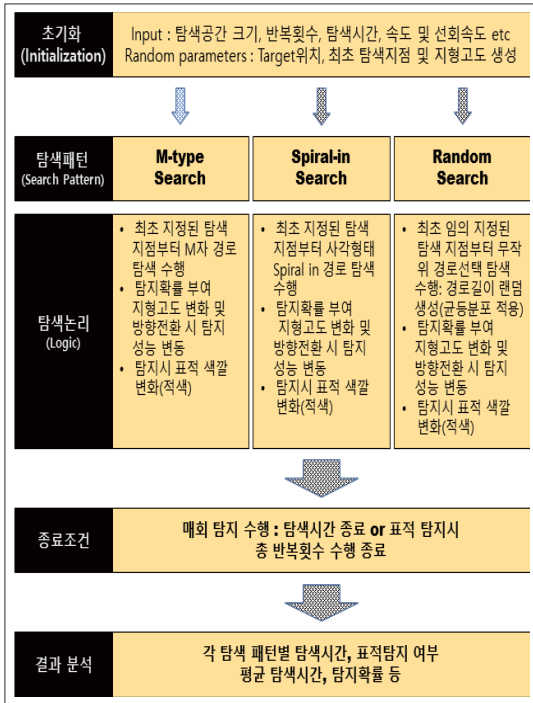 초기화
(Initialization)
Input : 탐색공간 크기, 반복횟수, 탐색시간, 속도 및 선회속도 etc
Random parameters : Target위치, 최초 탐색지점 및 지형고도 생성
탐색패턴
(Search Pattern)
M-type
Search
Spiral-in
Search
Random
Search
탐색논리
(Logic)
• 최초 지정된 탐색
지점부터 M자 경로
탐색 수행
• 탐지확률 부여
지형고도 변화 및
방향전환 시 탐지
성능 변동
• 탐지시 표적 색깔
변화(적색)
• 최초 지정된 탐색
지점부터 사각형태
Spiral in 경로 탐색
수행
• 탐지확률 부여
지형고도 변화 및
방향전환 시 탐지
성능 변동
• 탐지시 표적 색깔
변화(적색)
• 최초 임의 지정된
탐색 지점부터 무작
위 경로선택 탐색
수행: 경로길이 랜덤
생성(균등분포 적용)
• 탐지확률 부여
지형고도 변화 및
방향전환 시 탐지
성능 변동
• 탐지시 표적 색깔
변화(적색)
종료조건
매회 탐지 수행 : 탐색시간 종료 or 표적 탐지시
총 반복횟수 수행 종료
결과 분석
각 탐색 패턴별 탐색시간, 표적탐지 여부
평균 탐색시간, 탐지확률 등